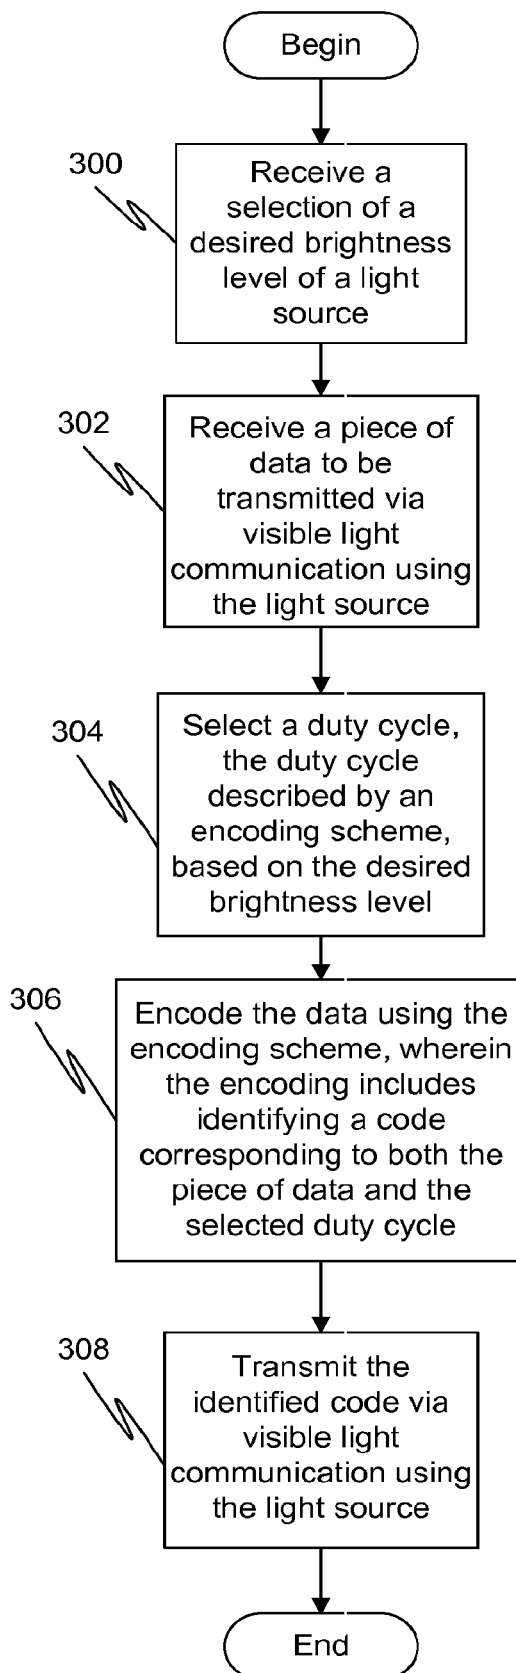 Begin
300
Receive a
selection of a
desired brightness
level of a light
source
302
Receive a piece of
data to be
transmitted via
visible light
communication using
the light source
304
Select a duty cycle,
the duty cycle
described by an
encoding scheme,
based on the desired
brightness level
306
Encode the data using the
encoding scheme, wherein
the encoding includes
identifying a code
corresponding to both the
piece of data and the
selected duty cycle
308
Transmit the
identified code via
visible light
communication using
the light source
End